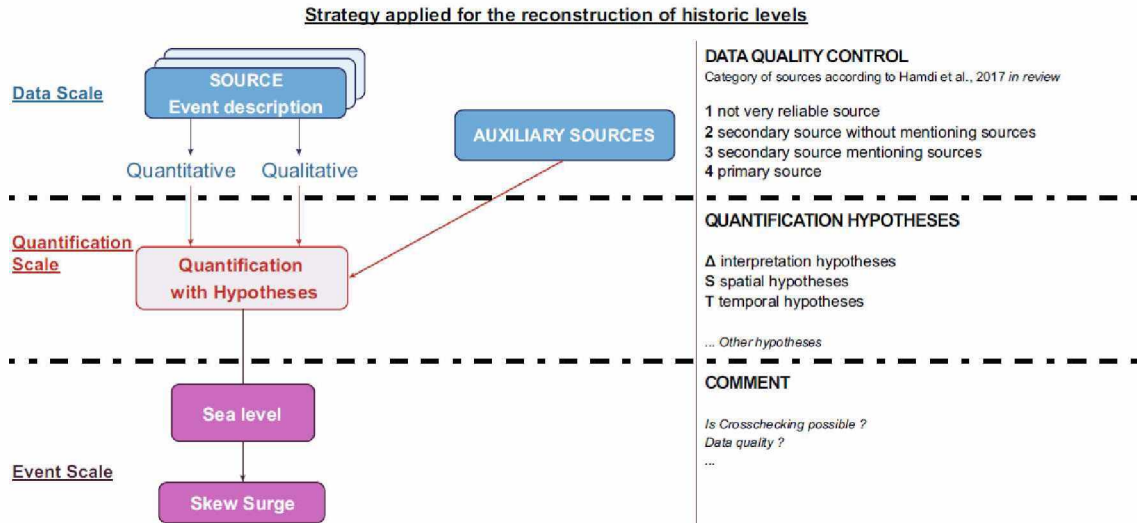 Strategy applied for the reconstruction of historic levels
Data Scale
SOURCE
Event description
AUXILIARY SOURCES
Quantitative
Qualitative
DATA QUALITY CONTROL
Category of sources according to Hamdi et al., 2017 in review
1 not very reliable source
2 secondary source without mentioning sources
3 secondary source mentioning sources
4 primary source
Quantification
Scale
Quantification
with Hypotheses
QUANTIFICATION HYPOTHESES
Δ interpretation hypotheses
S spatial hypotheses
T temporal hypotheses
... Other hypotheses
Event Scale
Sea level
Skew Surge
COMMENT
Is Crosschecking possible ?
Data quality ?
...